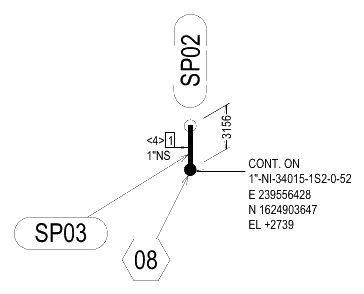 SP02
3156
<4> 1
1"NS
CONT. ON
1"-NI-34015-1S2-0-52
E 239556428
N 1624903647
EL +2739
SP03
08